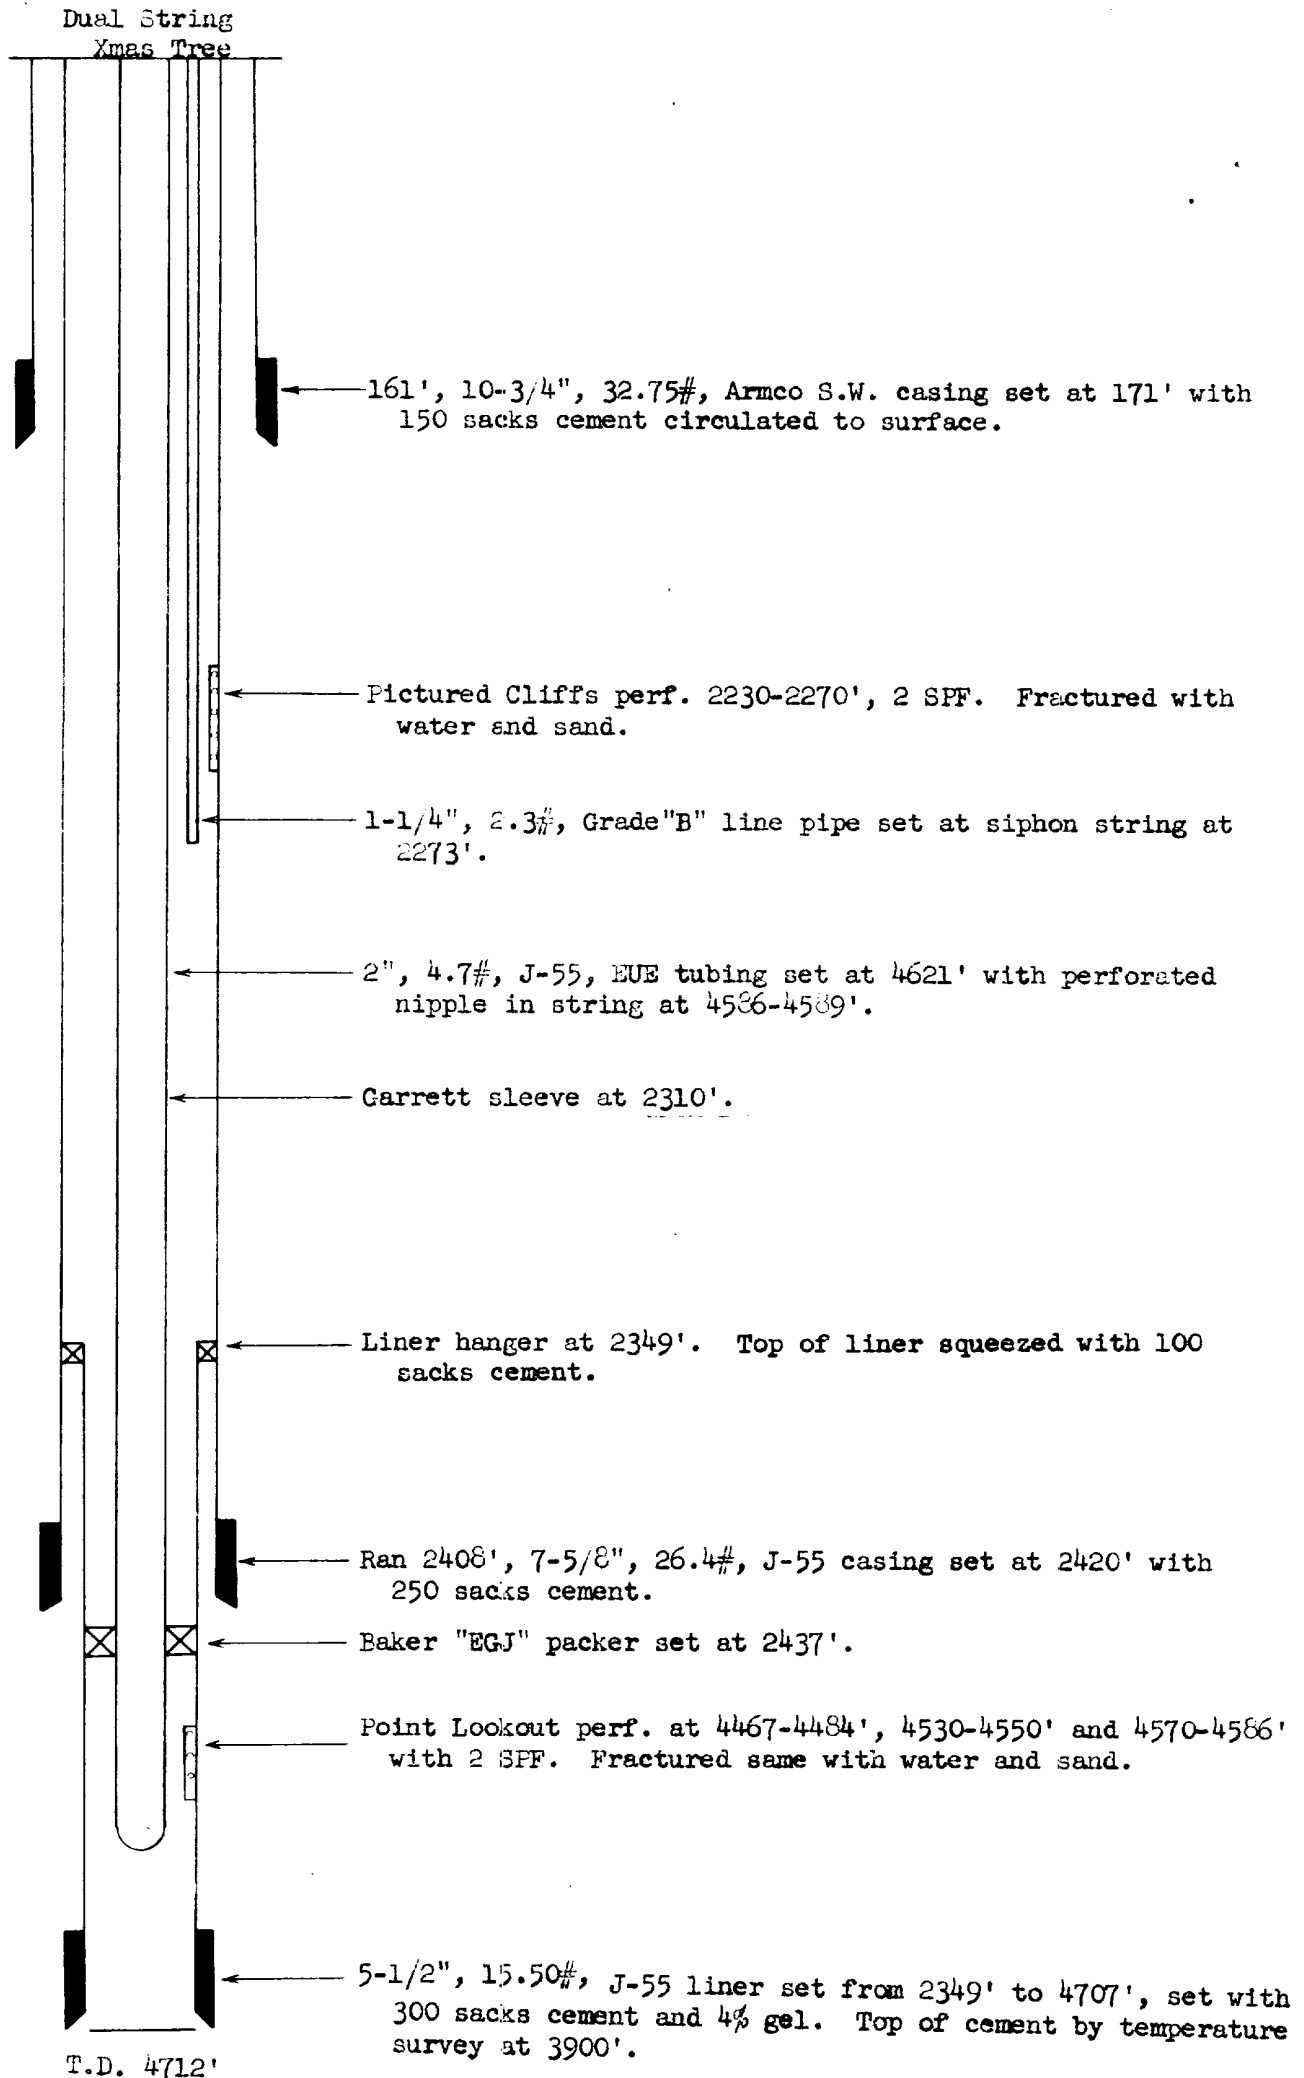 Dual String
Xmas Tree
161', 10-3/4", 32.75#, Armco S.W. casing set at 171' with
150 sacks cement circulated to surface.
Pictured Cliffs perf. 2230-2270', 2 SPF. Fractured with
water and sand.
1-1/4", 2.3#, Grade"B" line pipe set at siphon string at
2273'.
2", 4.7#, J-55, EUE tubing set at 4621' with perforated
nipple in string at 4586-4589'.
Garrett sleeve at 2310'.
Liner hanger at 2349'. Top of liner squeezed with 100
sacks cement.
Ran 2408', 7-5/8", 26.4#, J-55 casing set at 2420' with
250 sacks cement.
Baker "EGJ" packer set at 2437'.
Point Lookout perf. at 4467-4484', 4530-4550' and 4570-4586'
with 2 SPF. Fractured same with water and sand.
5-1/2", 15.50#, J-55 liner set from 2349' to 4707', set with
300 sacks cement and 4% gel. Top of cement by temperature
survey at 3900'.
T.D. 4712'